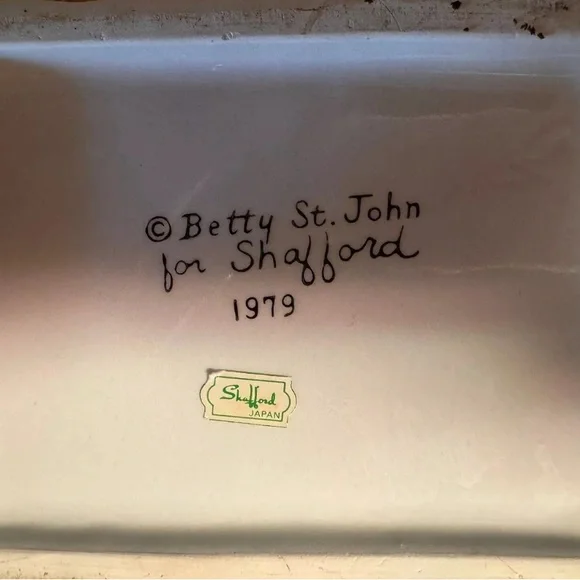 © Betty St. John
for Shafford
1979
Shafford
JAPAN